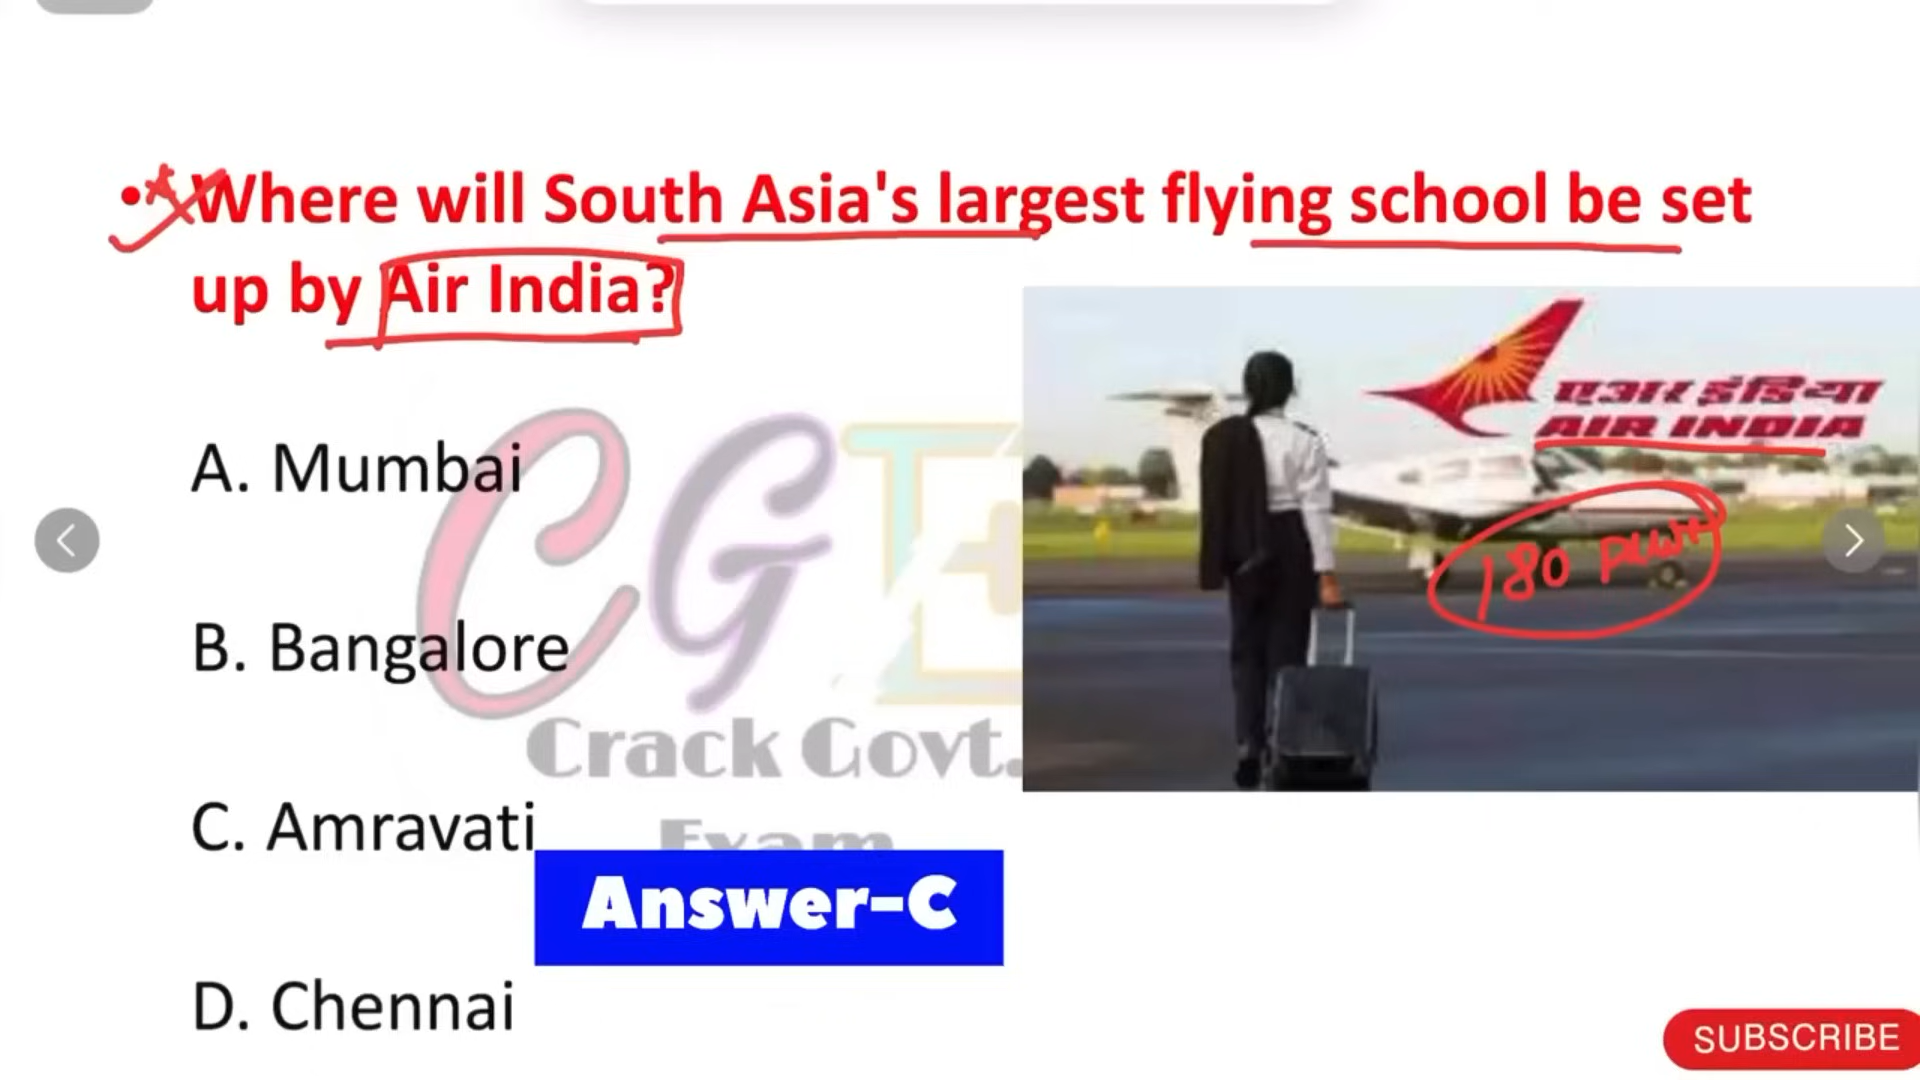 • Where will South Asia's largest flying school be set
up by Air India?
एअर इंडिया
AIR INDIA
180
A. Mumbai
B. Bangalore
CGE
Crack Govt.
Exam
C. Amravati
Answer-C
D. Chennai
SUBSCRIBE